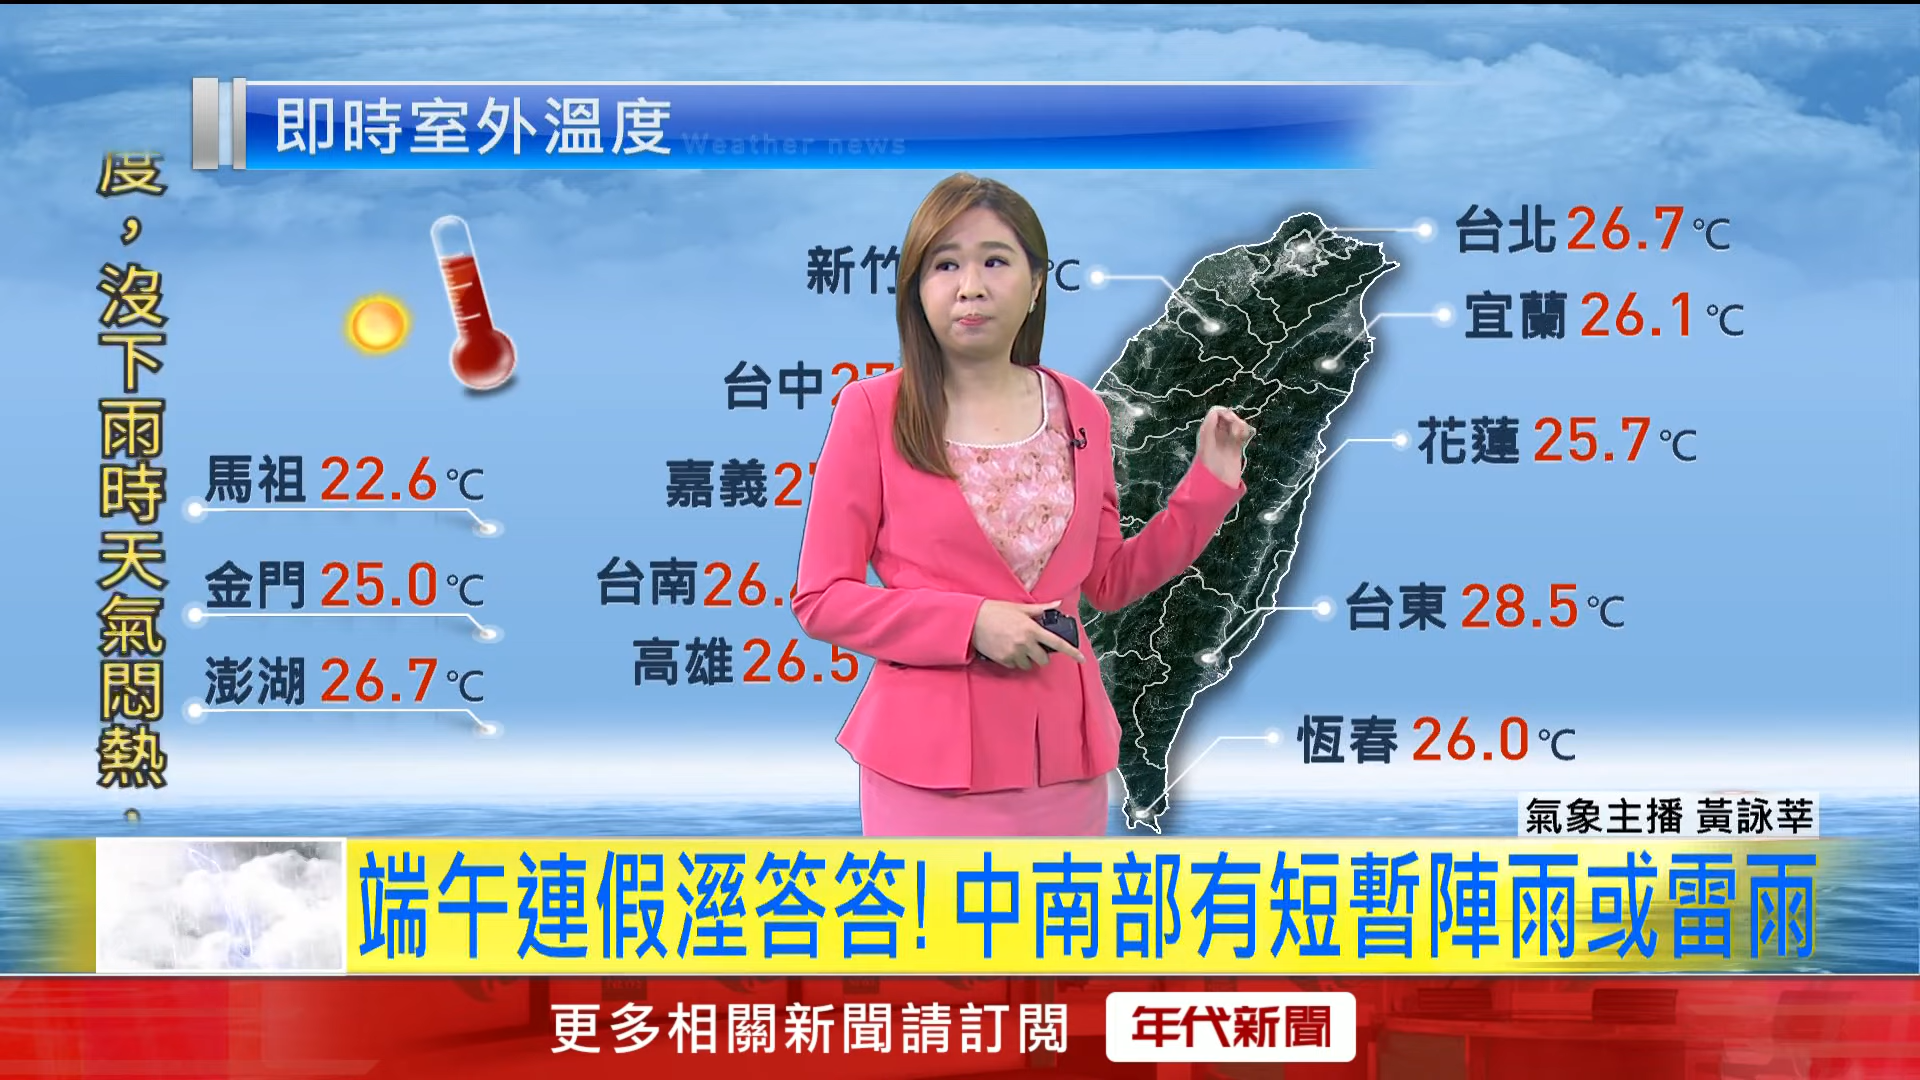 即時室外溫度
Weather news
度，沒下雨時天氣悶熱．
新竹 °C
台中
嘉義
台南26.
高雄26.5
馬祖 22.6 °C
金門 25.0 °C
澎湖 26.7 °C
台北 26.7 °C
宜蘭 26.1 °C
花蓮 25.7 °C
台東 28.5 °C
恆春 26.0 °C
氣象主播 黃詠莘
端午連假溼答答! 中南部有短暫陣雨或雷雨
更多相關新聞請訂閱 年代新聞